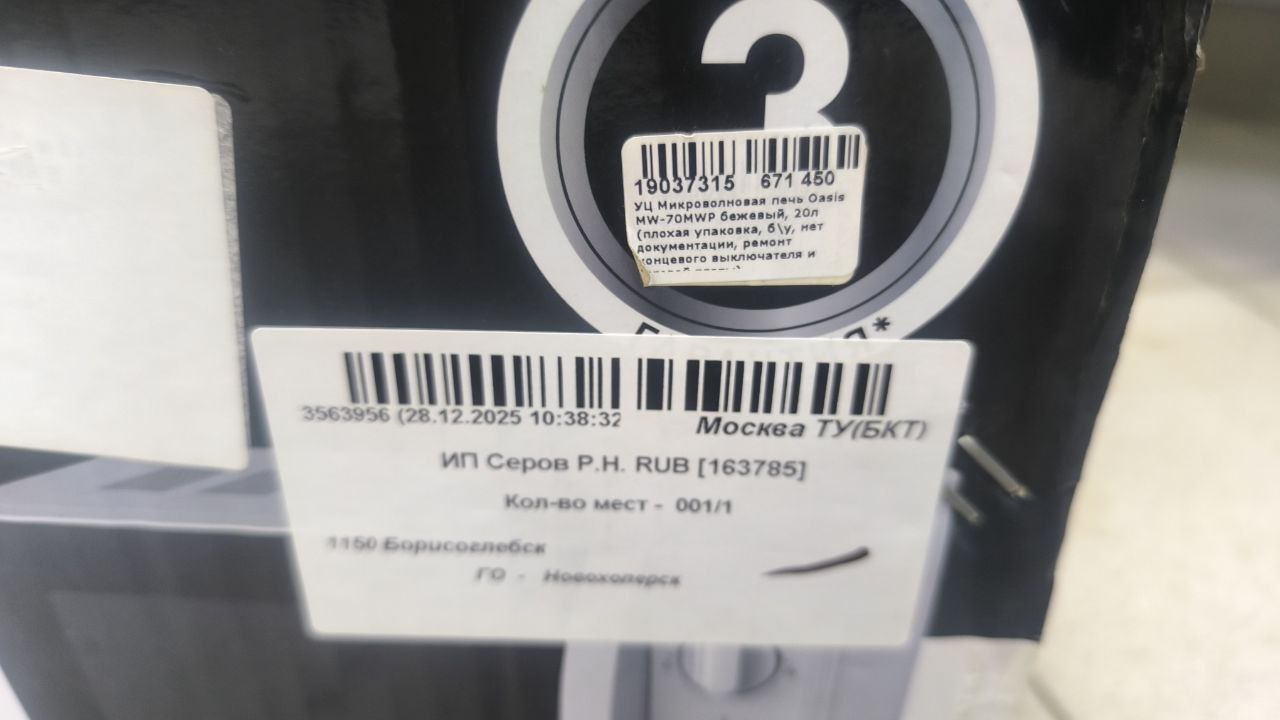 3
19037315 671 450
УЦ Микроволновая печь Oasis
MW-70MWP бежевый, 20л
(плохая упаковка, б\у, нет
документации, ремонт
концевого выключателя и
*
3563956 (28.12.2025 10:38:32
Москва ТУ(БКТ)
ИП Серов Р.Н. RUB [163785]
Кол-во мест - 001/1
1150 Борисоглебск
ГО - Новохоперск